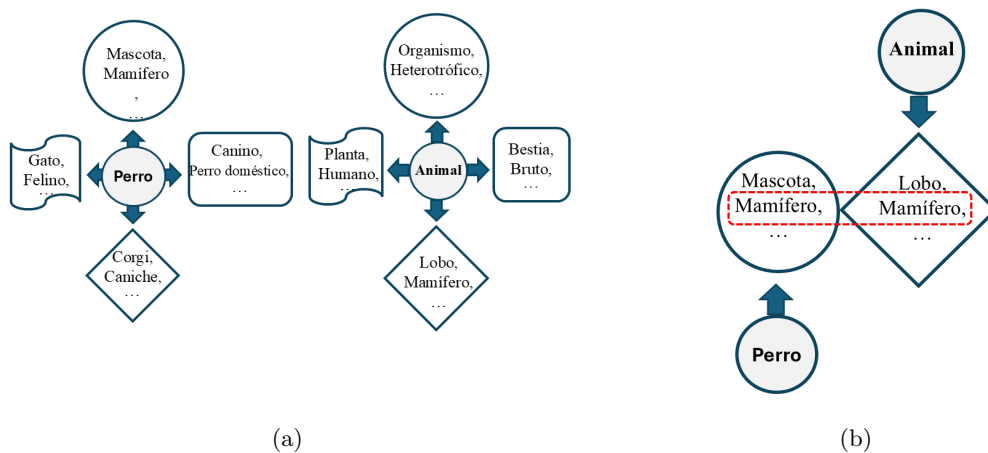 Mascota,
Mamífero
,
…
Gato,
Felino,
…
Perro
Canino,
Perro doméstico,
…
Corgi,
Caniche,
…
Organismo,
Heterotrófico,
…
Planta,
Humano,
…
Animal
Bestia,
Bruto,
…
Lobo,
Mamífero,
…
(a)
Animal
Mascota,
Mamífero,
…
Lobo,
Mamífero,
…
Perro
(b)